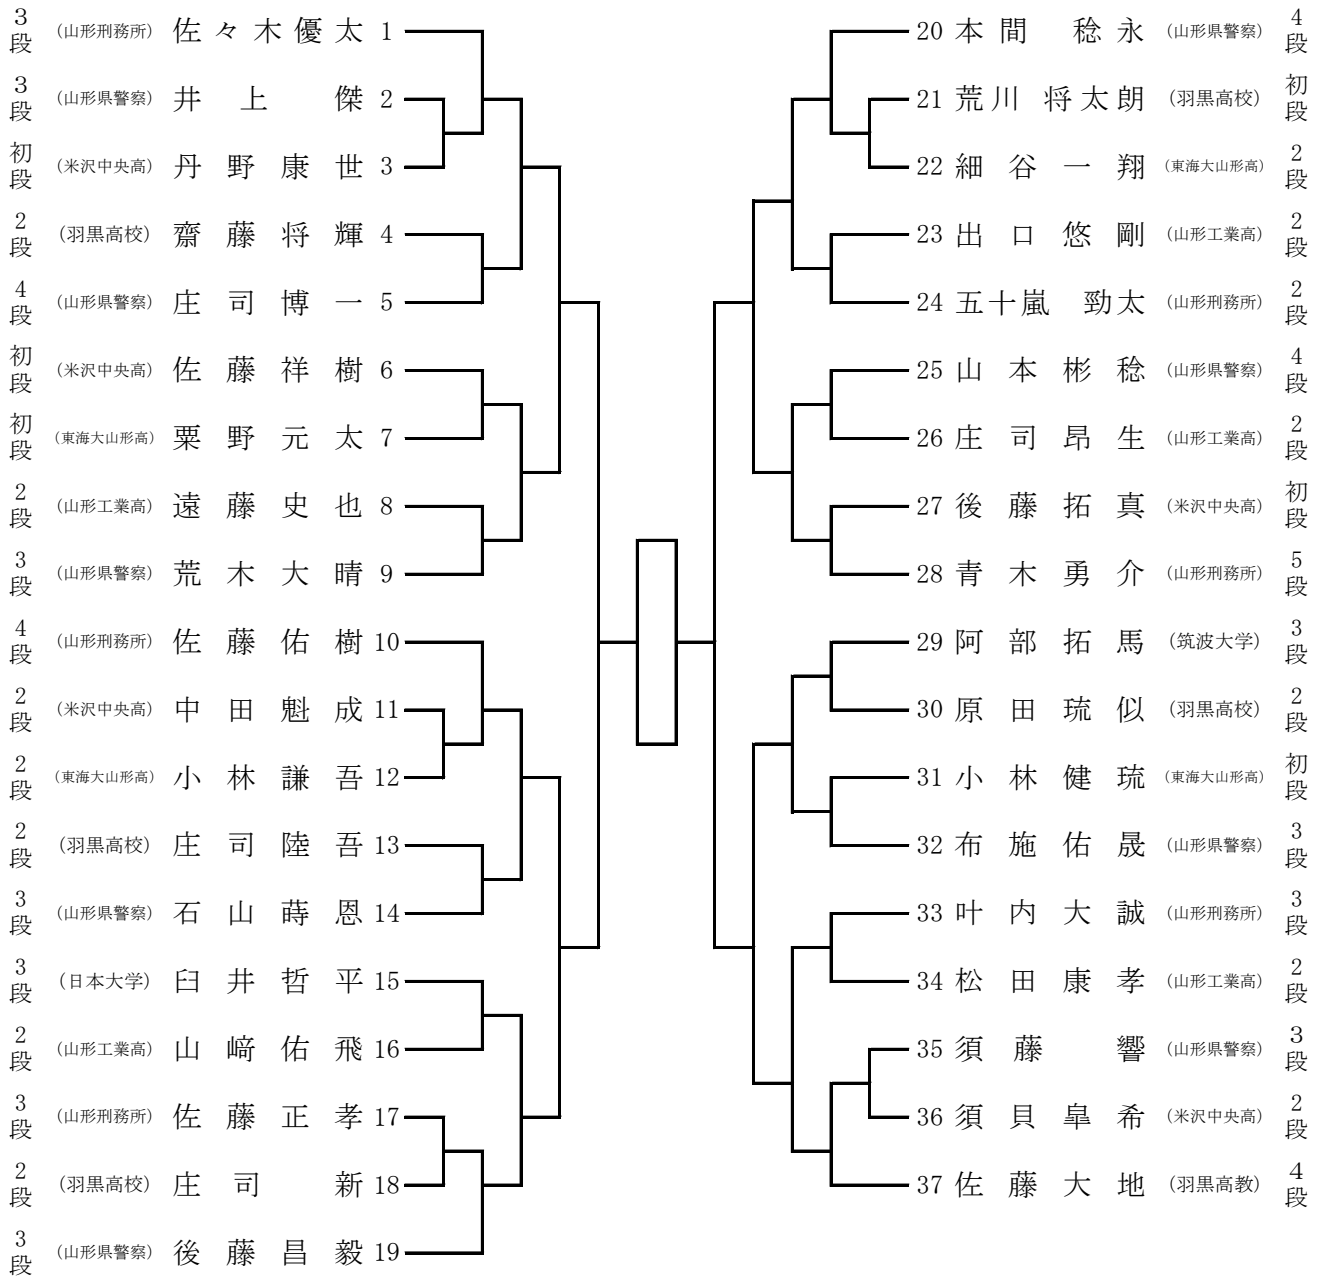 3段 (山形刑務所) 佐々木優太 1
3段 (山形県警察) 井上 傑 2
初段 (米沢中央高) 丹野康世 3
2段 (羽黒高校) 齋藤将輝 4
4段 (山形県警察) 庄司博一 5
初段 (米沢中央高) 佐藤祥樹 6
初段 (東海大山形高) 粟野元太 7
2段 (山形工業高) 遠藤史也 8
3段 (山形県警察) 荒木大晴 9
4段 (山形刑務所) 佐藤佑樹 10
2段 (米沢中央高) 中田魁成 11
2段 (東海大山形高) 小林謙吾 12
2段 (羽黒高校) 庄司陸吾 13
3段 (山形県警察) 石山蒔恩 14
3段 (日本大学) 臼井哲平 15
2段 (山形工業高) 山﨑佑飛 16
3段 (山形刑務所) 佐藤正孝 17
2段 (羽黒高校) 庄司 新 18
3段 (山形県警察) 後藤昌毅 19
20 本間 稔永 (山形県警察) 4段
21 荒川 将太朗 (羽黒高校) 初段
22 細谷一翔 (東海大山形高) 2段
23 出口悠剛 (山形工業高) 2段
24 五十嵐 勁太 (山形刑務所) 2段
25 山本彬稔 (山形県警察) 4段
26 庄司昂生 (山形工業高) 2段
27 後藤拓真 (米沢中央高) 初段
28 青木勇介 (山形刑務所) 5段
29 阿部拓馬 (筑波大学) 3段
30 原田琉似 (羽黒高校) 2段
31 小林健琉 (東海大山形高) 初段
32 布施佑晟 (山形県警察) 3段
33 叶内大誠 (山形刑務所) 3段
34 松田康孝 (山形工業高) 2段
35 須藤 響 (山形県警察) 3段
36 須貝皐希 (米沢中央高) 2段
37 佐藤大地 (羽黒高教) 4段